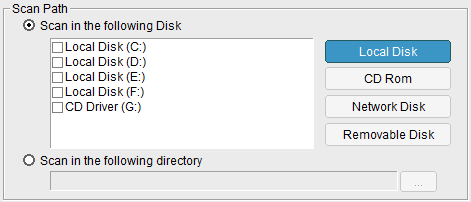 Scan Path
Scan in the following Disk
Local Disk (C:)
Local Disk (D:)
Local Disk (E:)
Local Disk (F:)
CD Driver (G:)
Local Disk
CD Rom
Network Disk
Removable Disk
Scan in the following directory
...